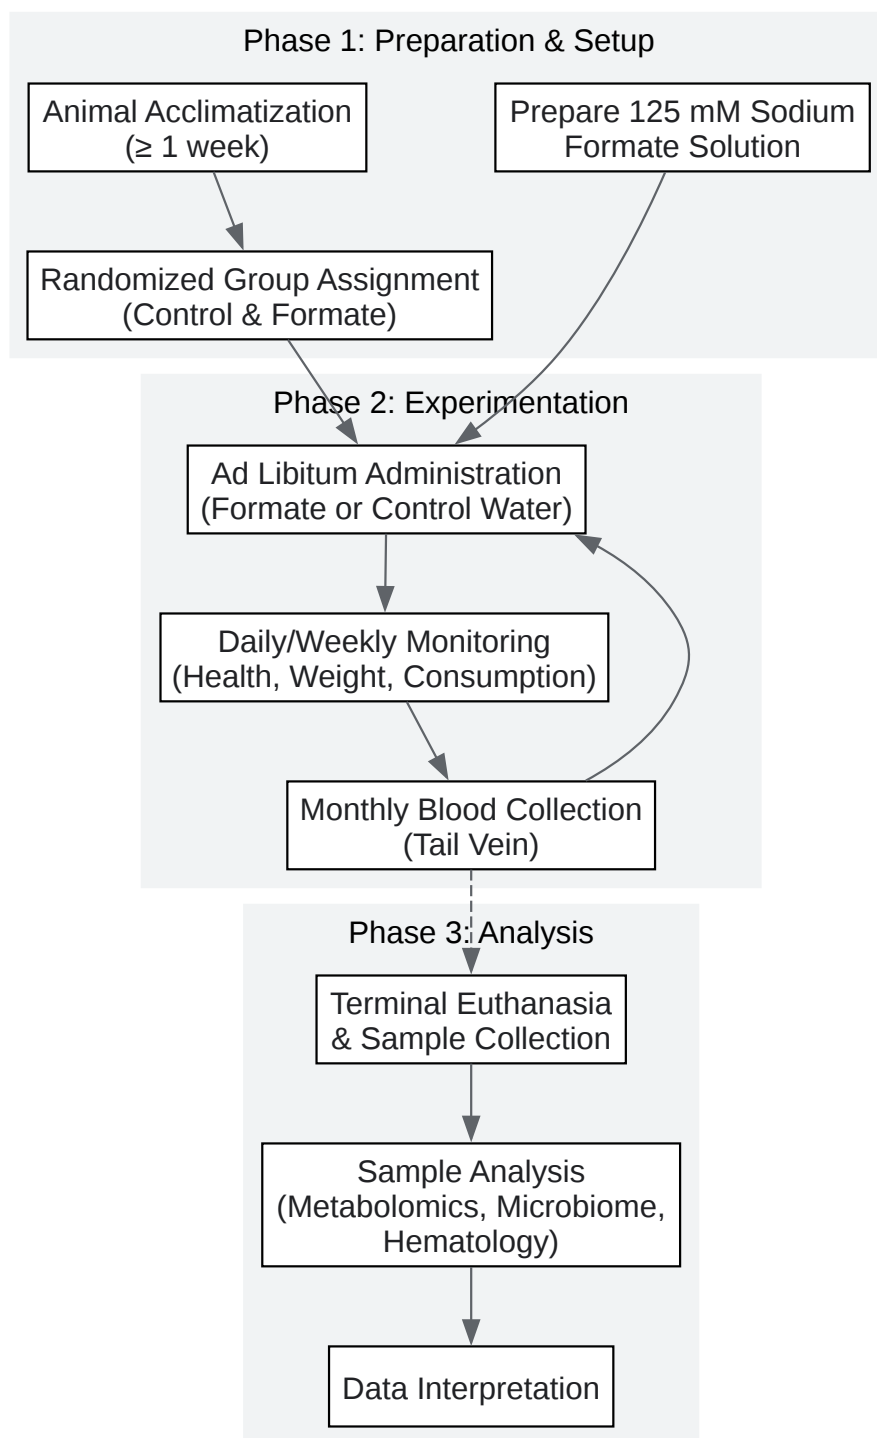 Phase 1: Preparation & Setup
Animal Acclimatization
(≥ 1 week)
Prepare 125 mM Sodium
Formate Solution
Randomized Group Assignment
(Control & Formate)
Phase 2: Experimentation
Ad Libitum Administration
(Formate or Control Water)
Daily/Weekly Monitoring
(Health, Weight, Consumption)
Monthly Blood Collection
(Tail Vein)
Phase 3: Analysis
Terminal Euthanasia
& Sample Collection
Sample Analysis
(Metabolomics, Microbiome,
Hematology)
Data Interpretation